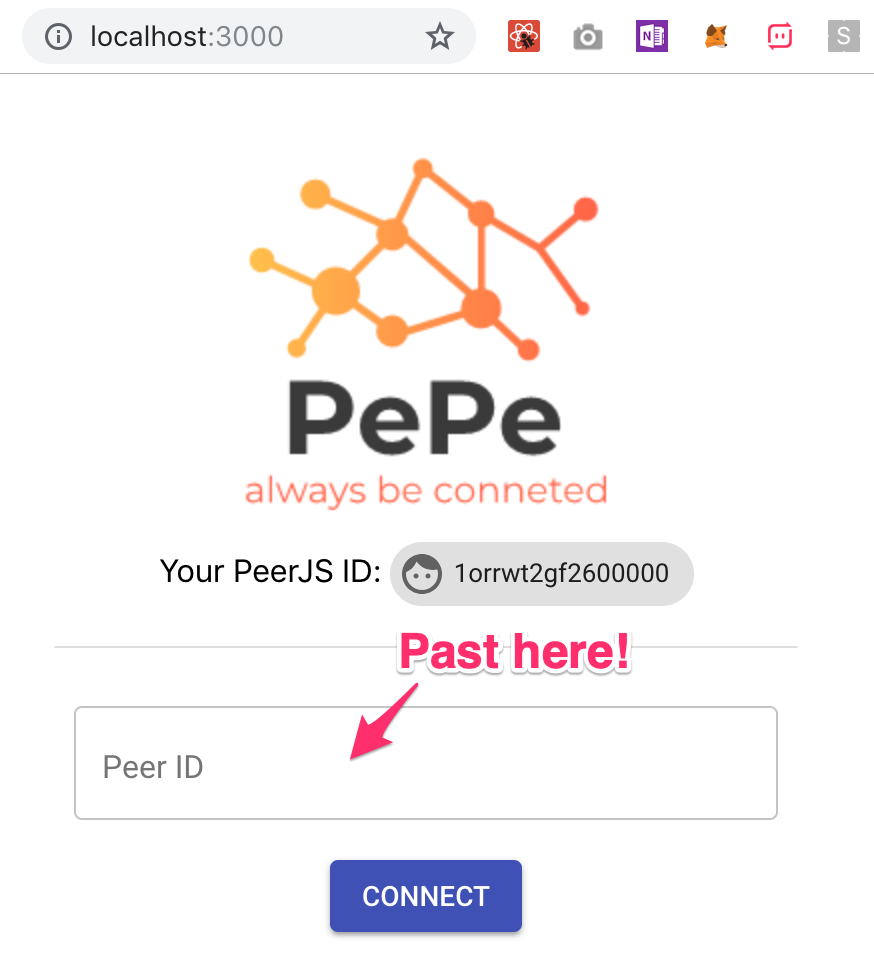 localhost:3000
N
S
PePe
always be conneted
Your PeerJS ID: 1orrwt2gf2600000
Past here!
Peer ID
CONNECT